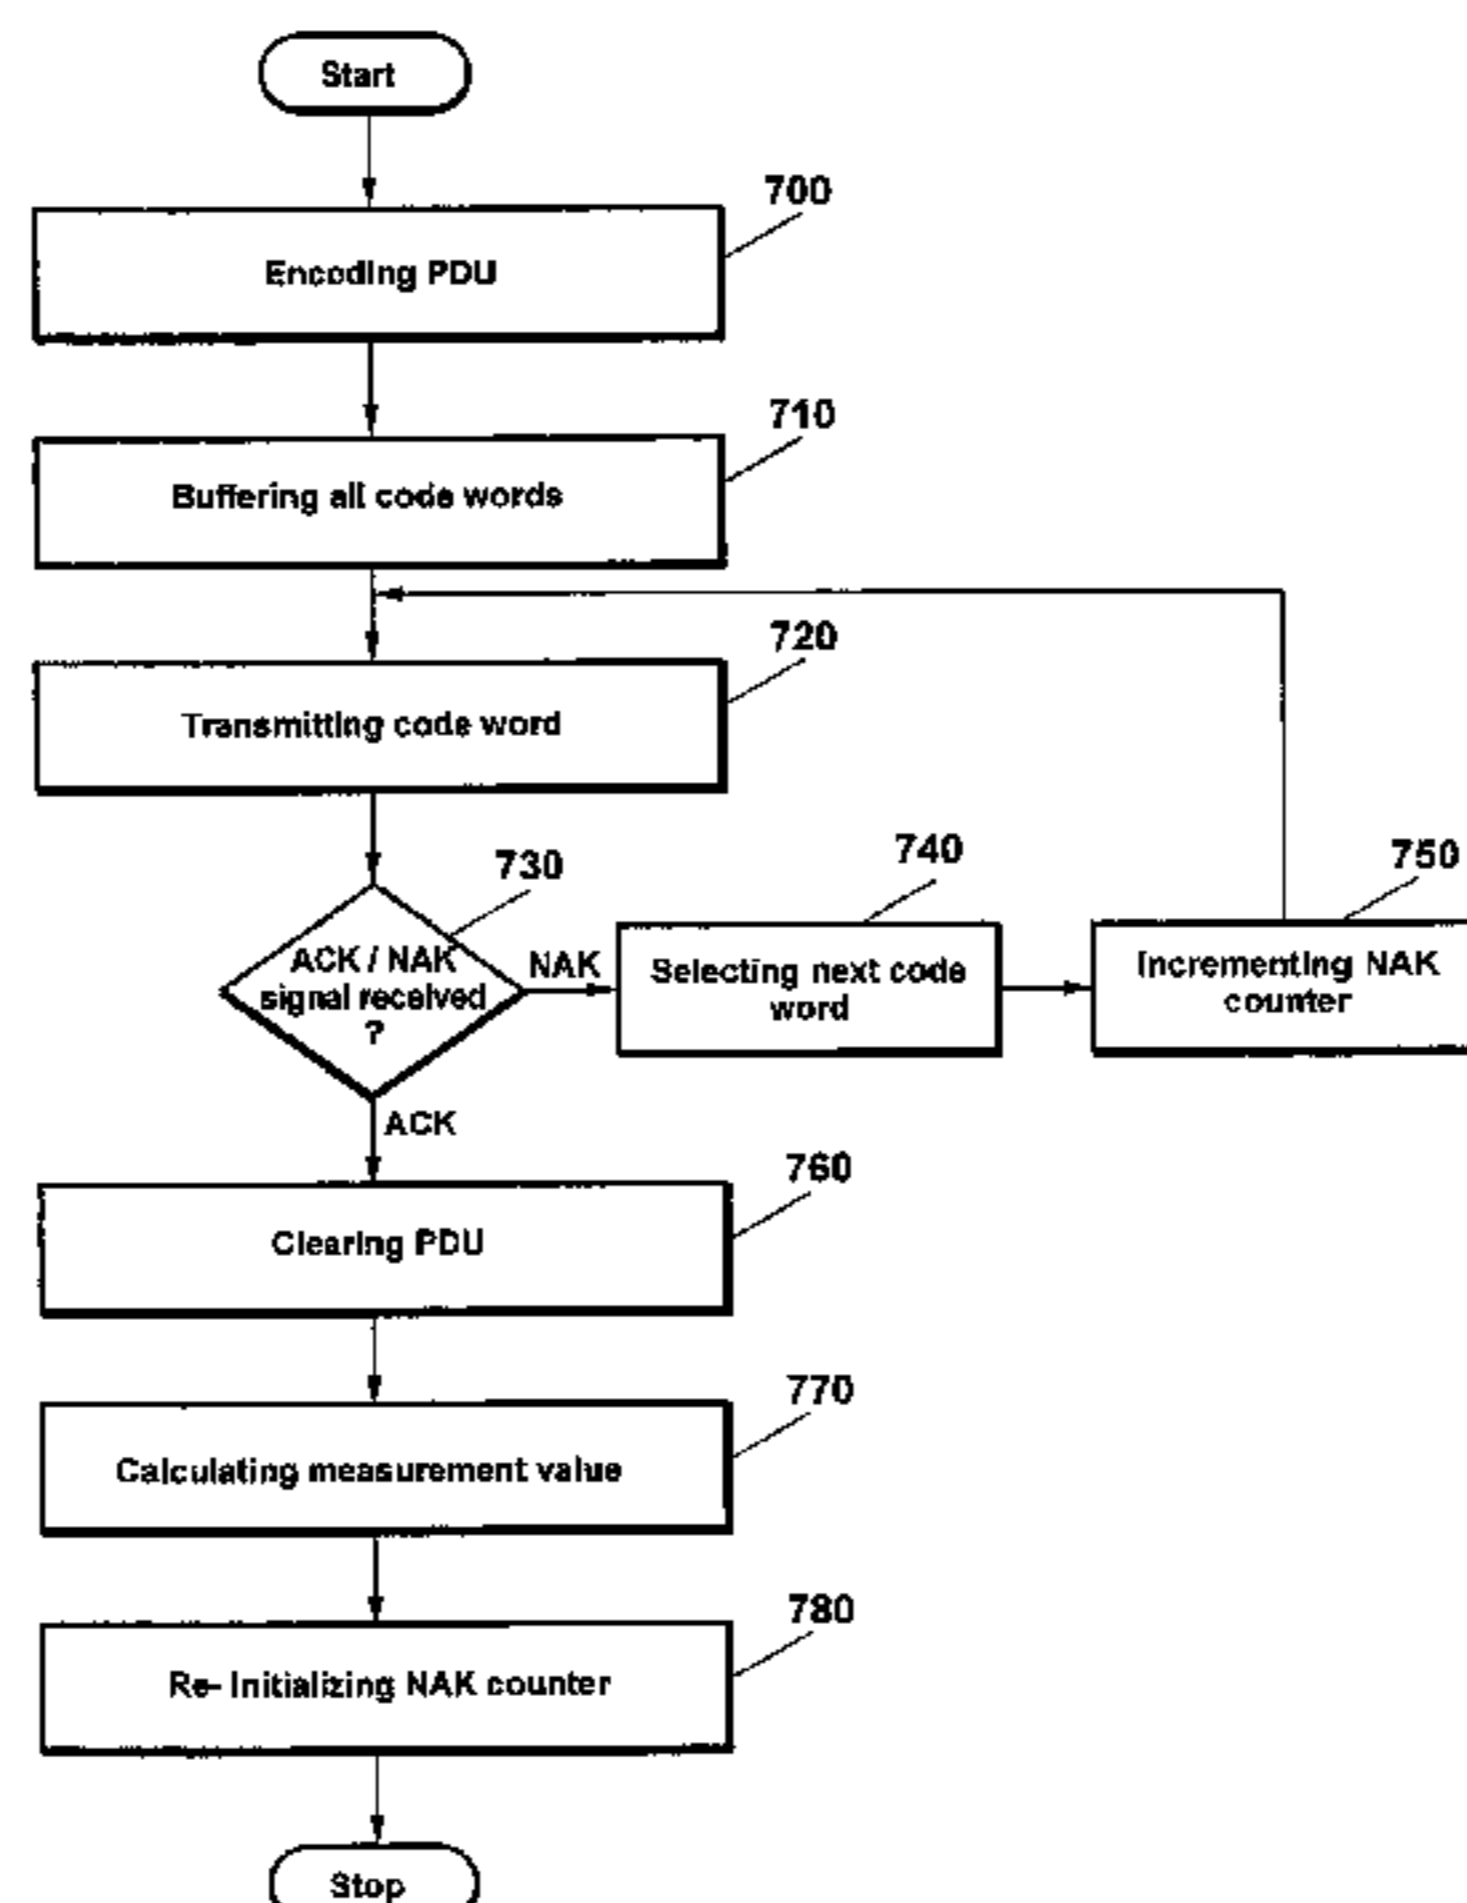 Start
700
Encoding PDU
710
Buffering all code words
720
Transmitting code word
730
ACK / NAK
signal received
?
NAK
740
Selecting next code
word
750
Incrementing NAK
counter
ACK
760
Clearing PDU
770
Calculating measurement value
780
Re- Initializing NAK counter
Stop